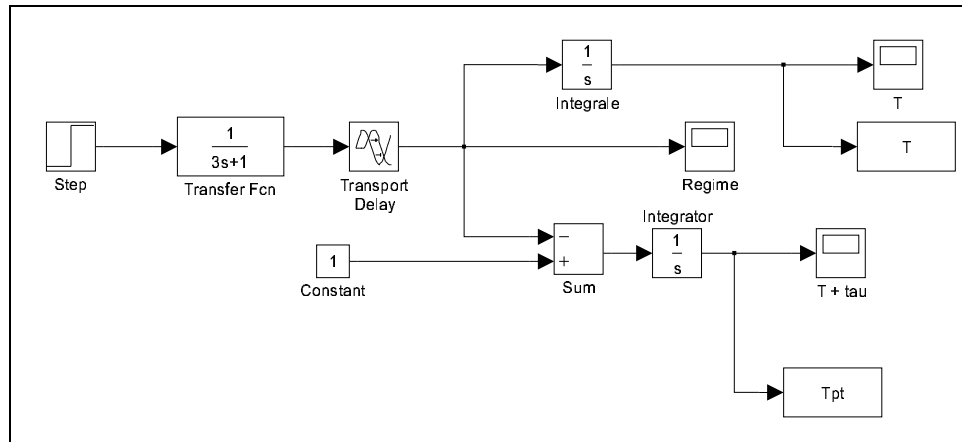 1
s
Integrale
T
T
Step
1
3s+1
Transfer Fcn
Transport
Delay
Regime
1
Constant
−
+
Sum
Integrator
1
s
T + tau
Tpt